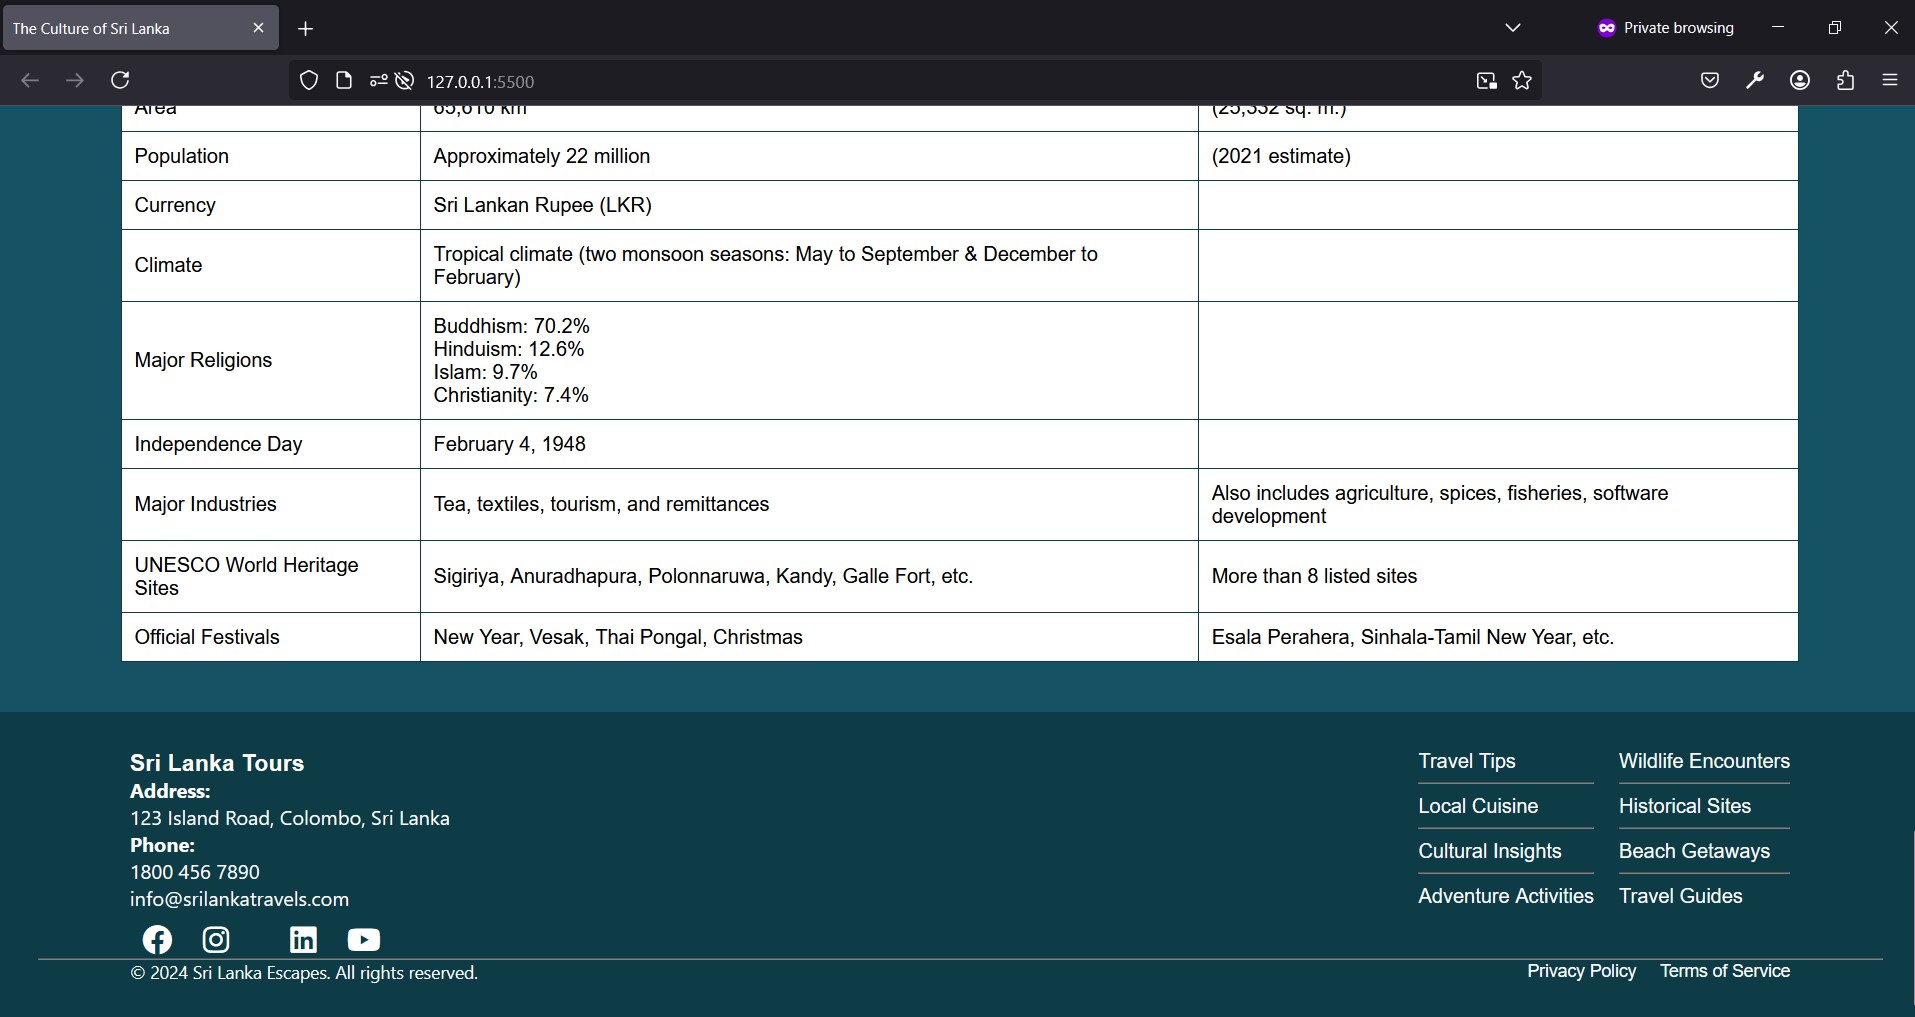 The Culture of Sri Lanka
Private browsing
127.0.0.1:5500
Area 65,610 km (25,332 sq. m.)
Population Approximately 22 million (2021 estimate)
Currency Sri Lankan Rupee (LKR)
Climate Tropical climate (two monsoon seasons: May to September & December to
February)
Major Religions
Buddhism: 70.2%
Hinduism: 12.6%
Islam: 9.7%
Christianity: 7.4%
Independence Day February 4, 1948
Major Industries Tea, textiles, tourism, and remittances
Also includes agriculture, spices, fisheries, software
development
UNESCO World Heritage
Sites
Sigiriya, Anuradhapura, Polonnaruwa, Kandy, Galle Fort, etc. More than 8 listed sites
Official Festivals New Year, Vesak, Thai Pongal, Christmas Esala Perahera, Sinhala-Tamil New Year, etc.
Sri Lanka Tours
Address:
123 Island Road, Colombo, Sri Lanka
Phone:
1800 456 7890
info@srilankatravels.com
Travel Tips Wildlife Encounters
Local Cuisine Historical Sites
Cultural Insights Beach Getaways
Adventure Activities Travel Guides
© 2024 Sri Lanka Escapes. All rights reserved.
Privacy Policy Terms of Service